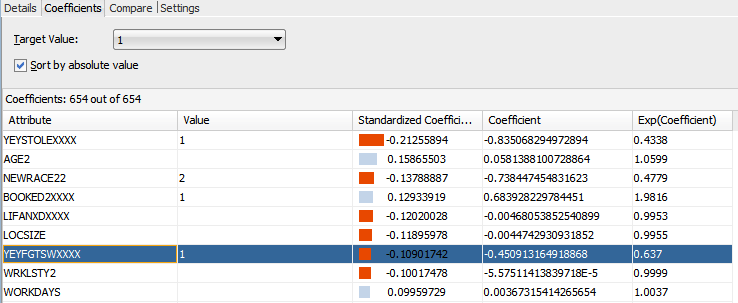 Details Coefficients Compare Settings
Target Value: 1
Sort by absolute value
Coefficients: 654 out of 654
Attribute Value Standardized Coeffici... Coefficient Exp(Coefficient)
YEYSTOLEXXXX 1 -0.21255894 -0.835068294972894 0.4338
AGE2 0.15865503 0.0581388100728864 1.0599
NEWRACE22 2 -0.13788887 -0.738447454831623 0.4779
BOOKED2XXXX 1 0.12933919 0.683928229784451 1.9816
LIFANXDXXXX -0.12020028 -0.00468053852540899 0.9953
LOCSIZE -0.11895978 -0.0044742930931852 0.9955
YEYFGTSWXXXX 1 -0.10901742 -0.450913164918868 0.637
WRKLSTY2 -0.10017478 -5.57511413839718E-5 0.9999
WORKDAYS 0.09959729 0.00367315414265654 1.0037